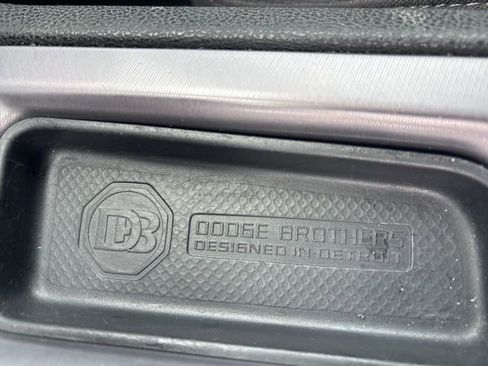 DB
DODGE BROTHERS
DESIGNED IN DETROIT